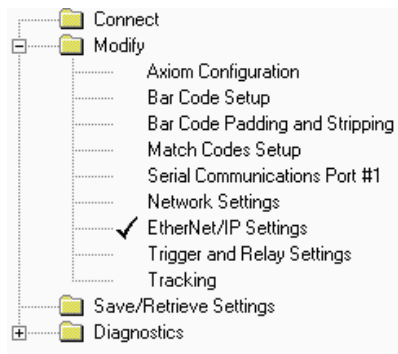 Connect
Modify
Axiom Configuration
Bar Code Setup
Bar Code Padding and Stripping
Match Codes Setup
Serial Communications Port #1
Network Settings
EtherNet/IP Settings
Trigger and Relay Settings
Tracking
Save/Retrieve Settings
Diagnostics